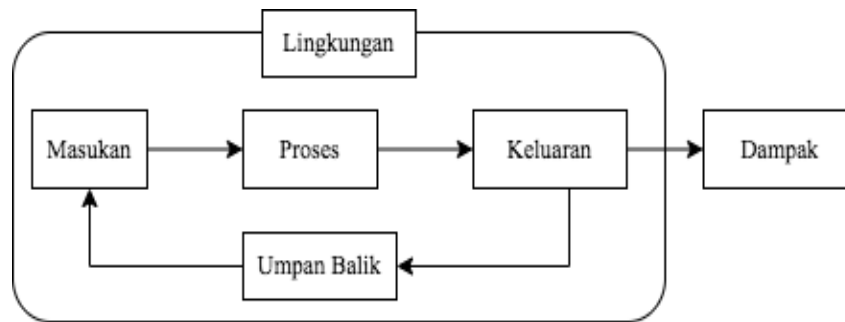 Lingkungan
Masukan
Proses
Keluaran
Dampak
Umpan Balik